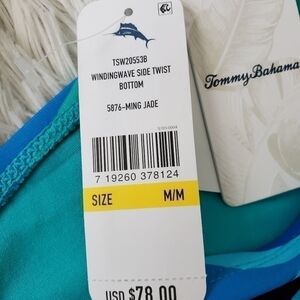 TSW20553B
WINDINGWAVE SIDE TWIST
BOTTOM
5876-MING JADE
7 19260 378124
SIZE M/M
USD $78.00
Tommy Bahama